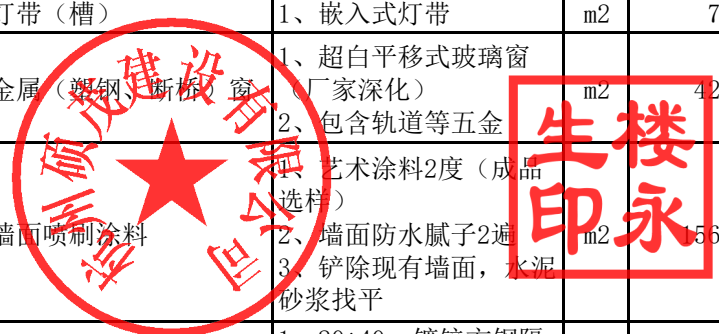 灯带（槽） 1、嵌入式灯带 m2 7
金属（塑钢、断桥）窗 1、超白平移式玻璃窗 m2 42
（厂家深化）
2、包含轨道等五金
墙面喷刷涂料 1、艺术涂料2度（成品 m2 156
选样）
2、墙面防水腻子2遍
3、铲除现有墙面，水泥
砂浆找平
杭州硕茂建设有限公司
楼永
生印